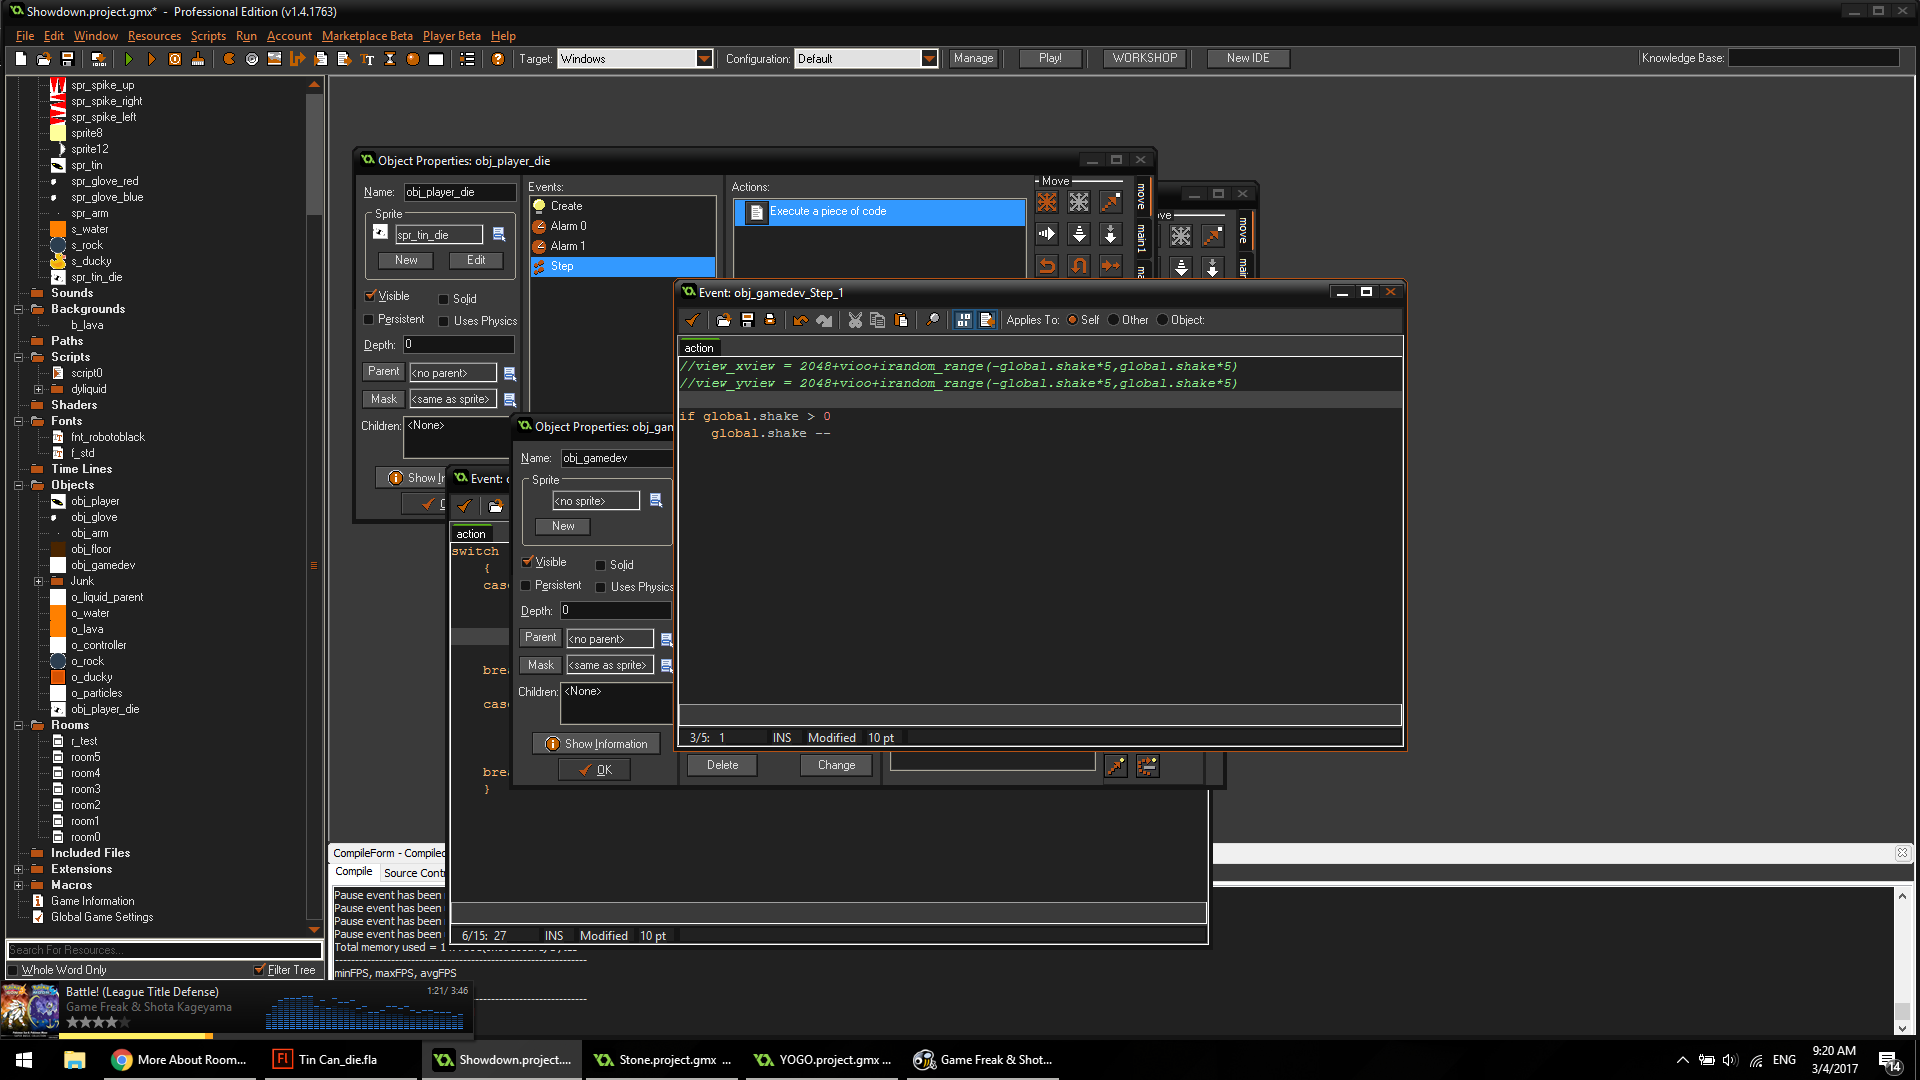 Showdown.project.gmx* - Professional Edition (v1.4.1763)
File Edit Window Resources Scripts Run Account Marketplace Beta Player Beta Help
Target: Windows Configuration: Default Manage Play! WORKSHOP New IDE Knowledge Base:
spr_spike_up
spr_spike_right
spr_spike_left
sprite8
sprite12
spr_tin
spr_glove_red
spr_glove_blue
spr_arm
s_water
s_rock
s_ducky
spr_tin_die
Sounds
Backgrounds
b_lava
Paths
Scripts
script0
dyliquid
Shaders
Fonts
fnt_robotoblack
f_std
Time Lines
Objects
obj_player
obj_glove
obj_arm
obj_floor
obj_gamedev
Junk
o_liquid_parent
o_water
o_lava
o_controller
o_rock
o_ducky
o_particles
obj_player_die
Rooms
r_test
room5
room4
room3
room2
room1
room0
Included Files
Extensions
Macros
Game Information
Global Game Settings
Search For Resources...
Whole Word Only Filter Tree
Object Properties: obj_player_die
Name: obj_player_die
Sprite
spr_tin_die
New Edit
Visible Solid
Persistent Uses Physics
Depth: 0
Parent <no parent>
Mask <same as sprite>
Children: <None>
Show In
Events:
Create
Alarm 0
Alarm 1
Step
Actions:
Execute a piece of code
Move
move
main1
ma
ve
move
main
Event: obj_gamedev_Step_1
Applies To: Self Other Object:
action
//view_xview = 2048+vioo+irandom_range(-global.shake*5,global.shake*5)
//view_yview = 2048+vioo+irandom_range(-global.shake*5,global.shake*5)
if global.shake > 0
global.shake --
3/5: 1 INS Modified 10 pt
Object Properties: obj_gam
Name: obj_gamedev
Sprite
<no sprite>
New
Visible Solid
Persistent Uses Physics
Depth: 0
Parent <no parent>
Mask <same as sprite>
Children: <None>
Show Information
OK
Delete Change
Event: o
action
switch
{
case
brea
case
brea
}
6/15: 27 INS Modified 10 pt
CompileForm - Compiled
Compile Source Contr
Pause event has been
Pause event has been
Pause event has been
Pause event has been
Total memory used = 1
minFPS, maxFPS, avgFPS
Battle! (League Title Defense) 1:21/ 3:46
Game Freak & Shota Kageyama
More About Room...
Tin Can_die.fla
Showdown.project....
Stone.project.gmx ...
YOGO.project.gmx ...
Game Freak & Shot...
ENG
9:20 AM
3/4/2017
14